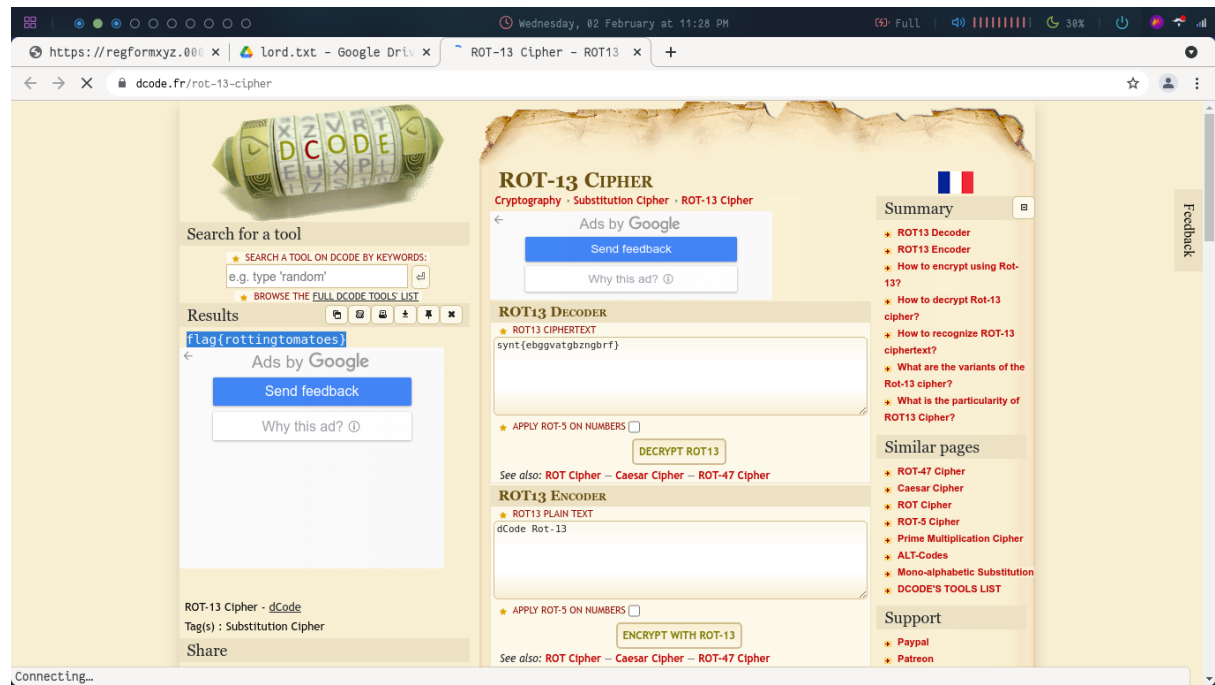 Wednesday, 02 February at 11:28 PM
Full
30%
https://regformxyz.000
lord.txt - Google Driv
ROT-13 Cipher - ROT13
dcode.fr/rot-13-cipher
X Z V R T
D C O D E
ROT-13 CIPHER
Cryptography › Substitution Cipher › ROT-13 Cipher
Ads by Google
Send feedback
Why this ad?
Search for a tool
SEARCH A TOOL ON DCODE BY KEYWORDS:
e.g. type 'random'
BROWSE THE FULL DCODE TOOLS' LIST
Results
flag{rottingtomatoes}
Ads by Google
Send feedback
Why this ad?
ROT-13 Cipher - dCode
Tag(s) : Substitution Cipher
Share
ROT13 DECODER
ROT13 CIPHERTEXT
synt{ebggvatgbzngbrf}
APPLY ROT-5 ON NUMBERS
DECRYPT ROT13
See also: ROT Cipher — Caesar Cipher — ROT-47 Cipher
ROT13 ENCODER
ROT13 PLAIN TEXT
dCode Rot-13
APPLY ROT-5 ON NUMBERS
ENCRYPT WITH ROT-13
See also: ROT Cipher — Caesar Cipher — ROT-47 Cipher
Summary
ROT13 Decoder
ROT13 Encoder
How to encrypt using Rot-
13?
How to decrypt Rot-13
cipher?
How to recognize ROT-13
ciphertext?
What are the variants of the
Rot-13 cipher?
What is the particularity of
ROT13 Cipher?
Similar pages
ROT-47 Cipher
Caesar Cipher
ROT Cipher
ROT-5 Cipher
Prime Multiplication Cipher
ALT-Codes
Mono-alphabetic Substitution
DCODE'S TOOLS LIST
Support
Paypal
Patreon
Feedback
Connecting…